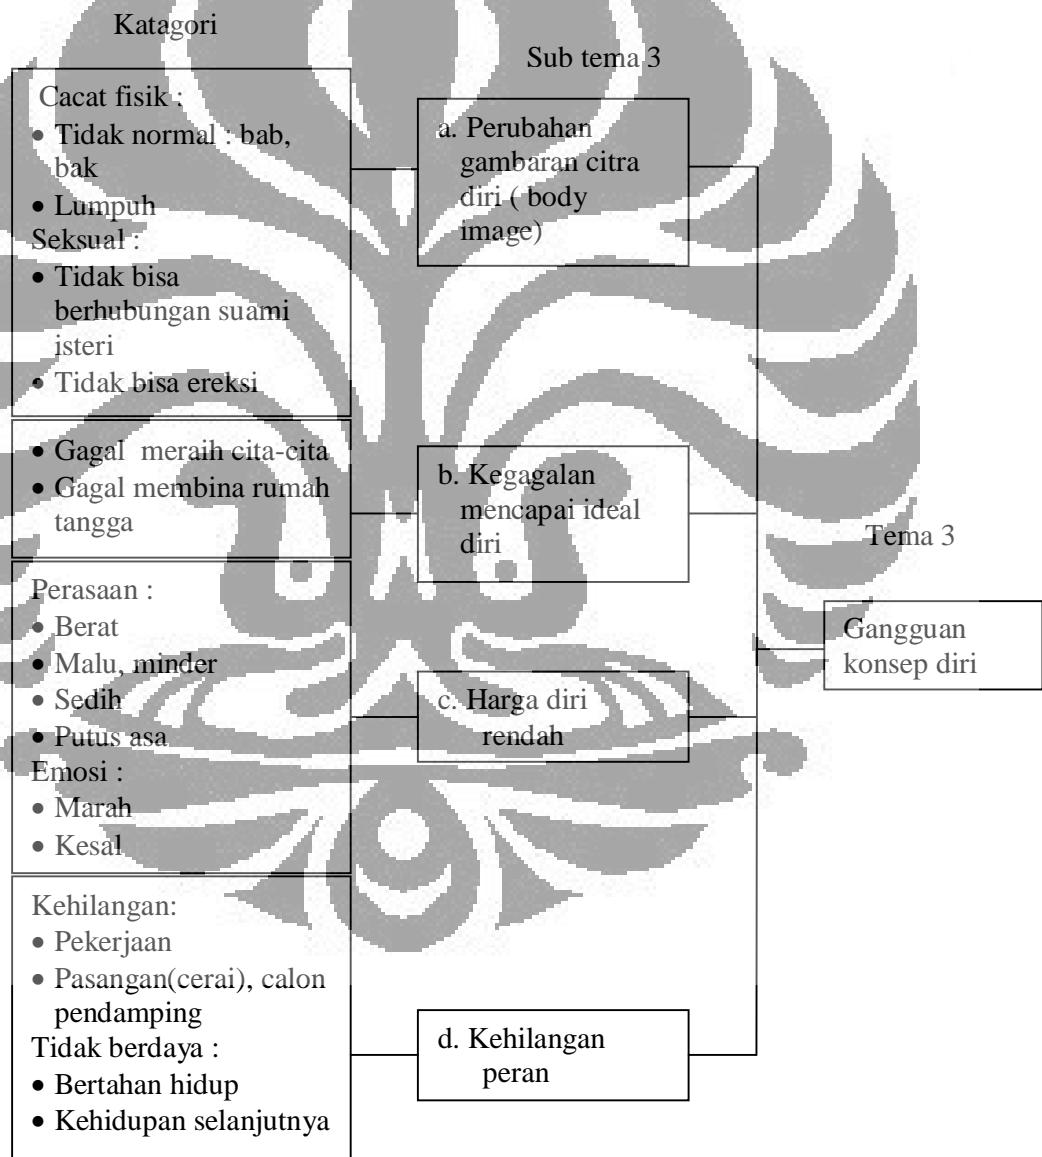 Katagori
Sub tema 3
Cacat fisik :
• Tidak normal : bab,
bak
• Lumpuh
Seksual :
• Tidak bisa
berhubungan suami
isteri
• Tidak bisa ereksi
a. Perubahan
gambaran citra
diri ( body
image)
• Gagal meraih cita-cita
• Gagal membina rumah
tangga
b. Kegagalan
mencapai ideal
diri
Tema 3
Gangguan
konsep diri
Perasaan :
• Berat
• Malu, minder
• Sedih
• Putus asa
Emosi :
• Marah
• Kesal
c. Harga diri
rendah
Kehilangan:
• Pekerjaan
• Pasangan(cerai), calon
pendamping
Tidak berdaya :
• Bertahan hidup
• Kehidupan selanjutnya
d. Kehilangan
peran